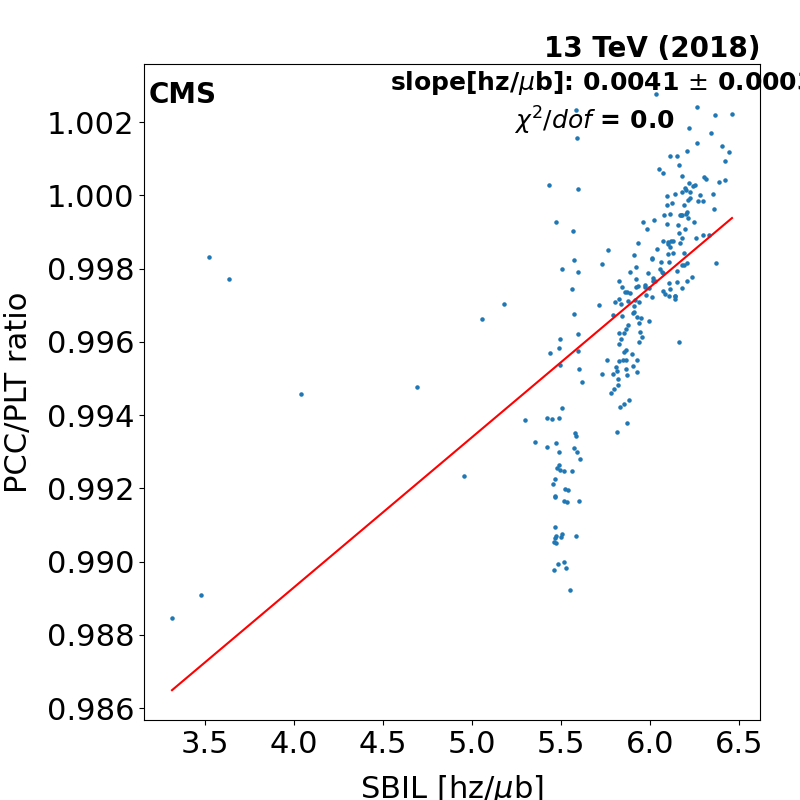 13 TeV (2018)
CMS
slope[hz/μb]: 0.0041 ± 0.0003
χ²/dof = 0.0
PCC/PLT ratio
1.002
1.000
0.998
0.996
0.994
0.992
0.990
0.988
0.986
3.5 4.0 4.5 5.0 5.5 6.0 6.5
SBIL [hz/μb]